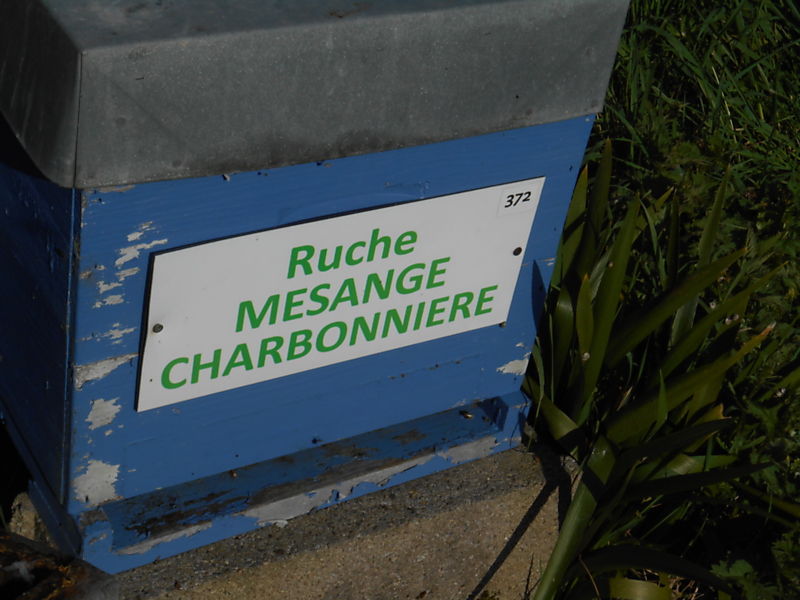 372
Ruche
MESANGE
CHARBONNIERE